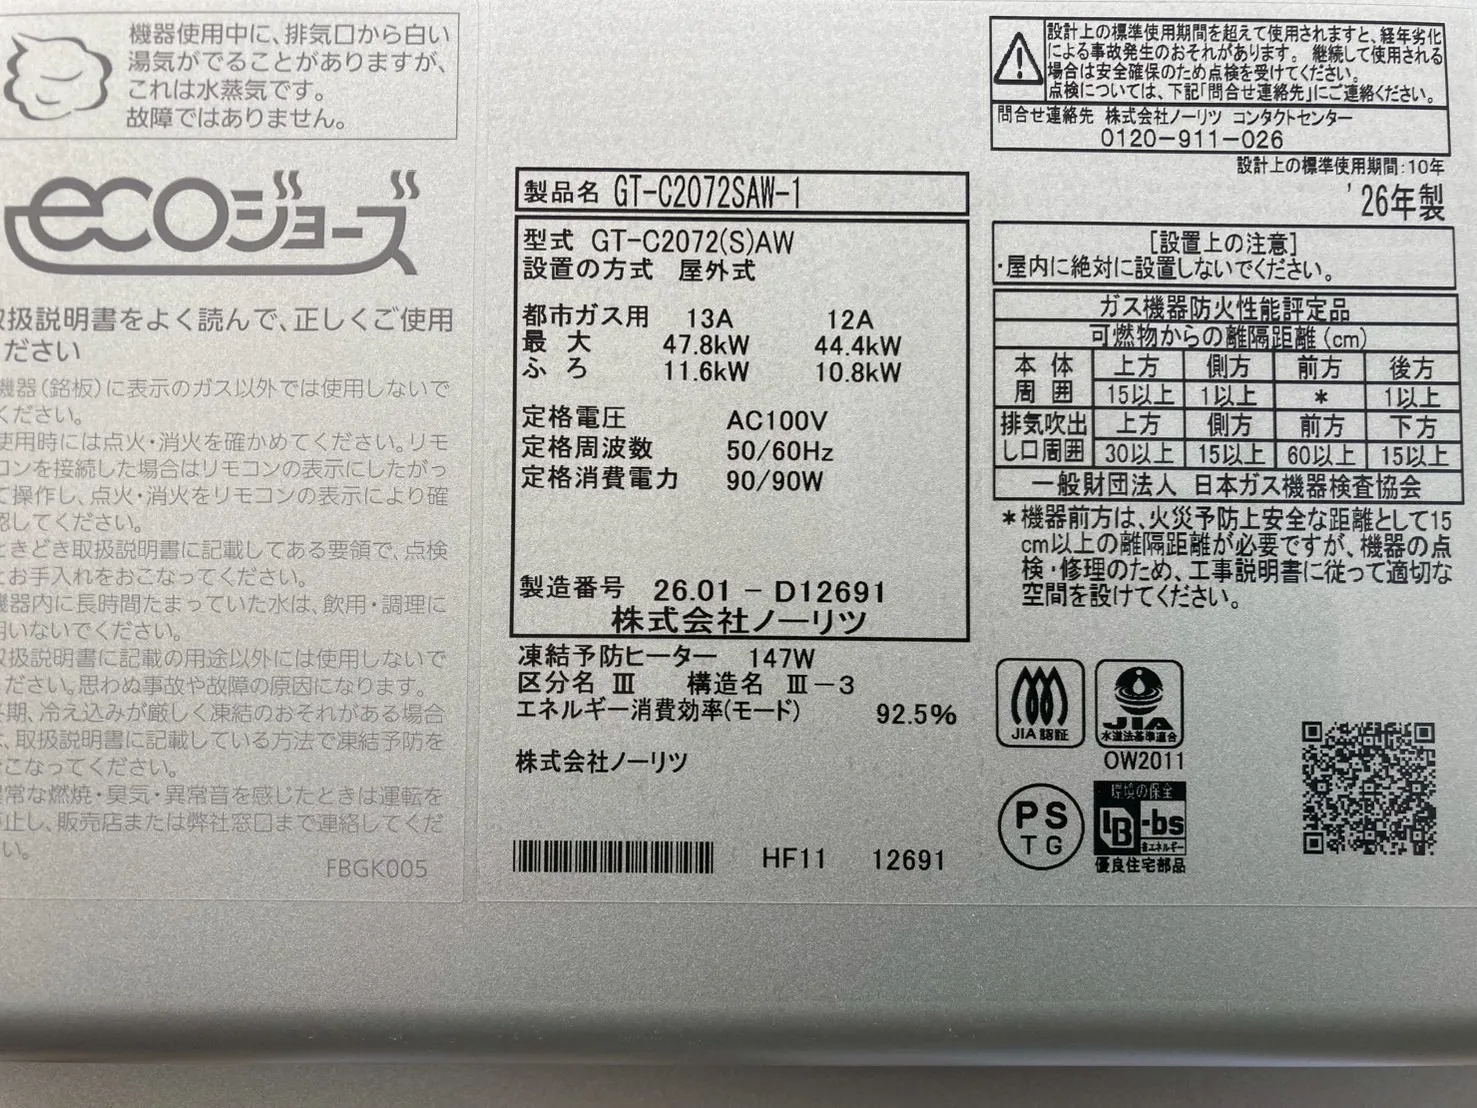 機器使用中に、排気口から白い
湯気がでることがありますが、
これは水蒸気です。
故障ではありません。
ecoジョーズ
取扱説明書をよく読んで、正しくご使用
ください
機器(銘板)に表示のガス以外では使用しないで
ください。
使用時には点火・消火を確かめてください。リモ
コンを接続した場合はリモコンの表示にしたがっ
て操作し、点火・消火をリモコンの表示により確
認してください。
ときどき取扱説明書に記載してある要領で、点検
とお手入れをおこなってください。
機器内に長時間たまっていた水は、飲用・調理に
用いないでください。
取扱説明書に記載の用途以外には使用しないで
ください。思わぬ事故や故障の原因になります。
冬期、冷え込みが厳しく凍結のおそれがある場合
は、取扱説明書に記載している方法で凍結予防を
おこなってください。
異常な燃焼・臭気・異常音を感じたときは運転を
停止し、販売店または弊社窓口まで連絡してくだ
さい。
FBGK005
製品名 GT-C2072SAW-1
型式 GT-C2072(S)AW
設置の方式 屋外式
都市ガス用 13A 12A
最 大 47.8kW 44.4kW
ふ ろ 11.6kW 10.8kW
定格電圧 AC100V
定格周波数 50/60Hz
定格消費電力 90/90W
製造番号 26.01 - D12691
株式会社ノーリツ
凍結予防ヒーター 147W
区分名 Ⅲ 構造名 Ⅲ-3
エネルギー消費効率(モード) 92.5%
株式会社ノーリツ
HF11 12691
設計上の標準使用期間を超えて使用されますと、経年劣化
による事故発生のおそれがあります。 継続して使用される
場合は安全確保のため点検を受けてください。
点検については、下記「問合せ連絡先」にご連絡ください。
問合せ連絡先 株式会社ノーリツ コンタクトセンター
0120-911-026
設計上の標準使用期間:10年
'26年製
[設置上の注意]
・屋内に絶対に設置しないでください。
ガス機器防火性能評定品
可燃物からの離隔距離(cm)
本体周囲 上方 側方 前方 後方
15以上 1以上 * 1以上
排気吹出し口周囲 上方 側方 前方 下方
30以上 15以上 60以上 15以上
一般財団法人 日本ガス機器検査協会
*機器前方は、火災予防上安全な距離として15
cm以上の離隔距離が必要ですが、機器の点
検・修理のため、工事説明書に従って適切な
空間を設けてください。
JIA認証
JIA
水道法基準適合
OW2011
PS
TG
環境の保全
BL-bs
省エネルギー
優良住宅部品